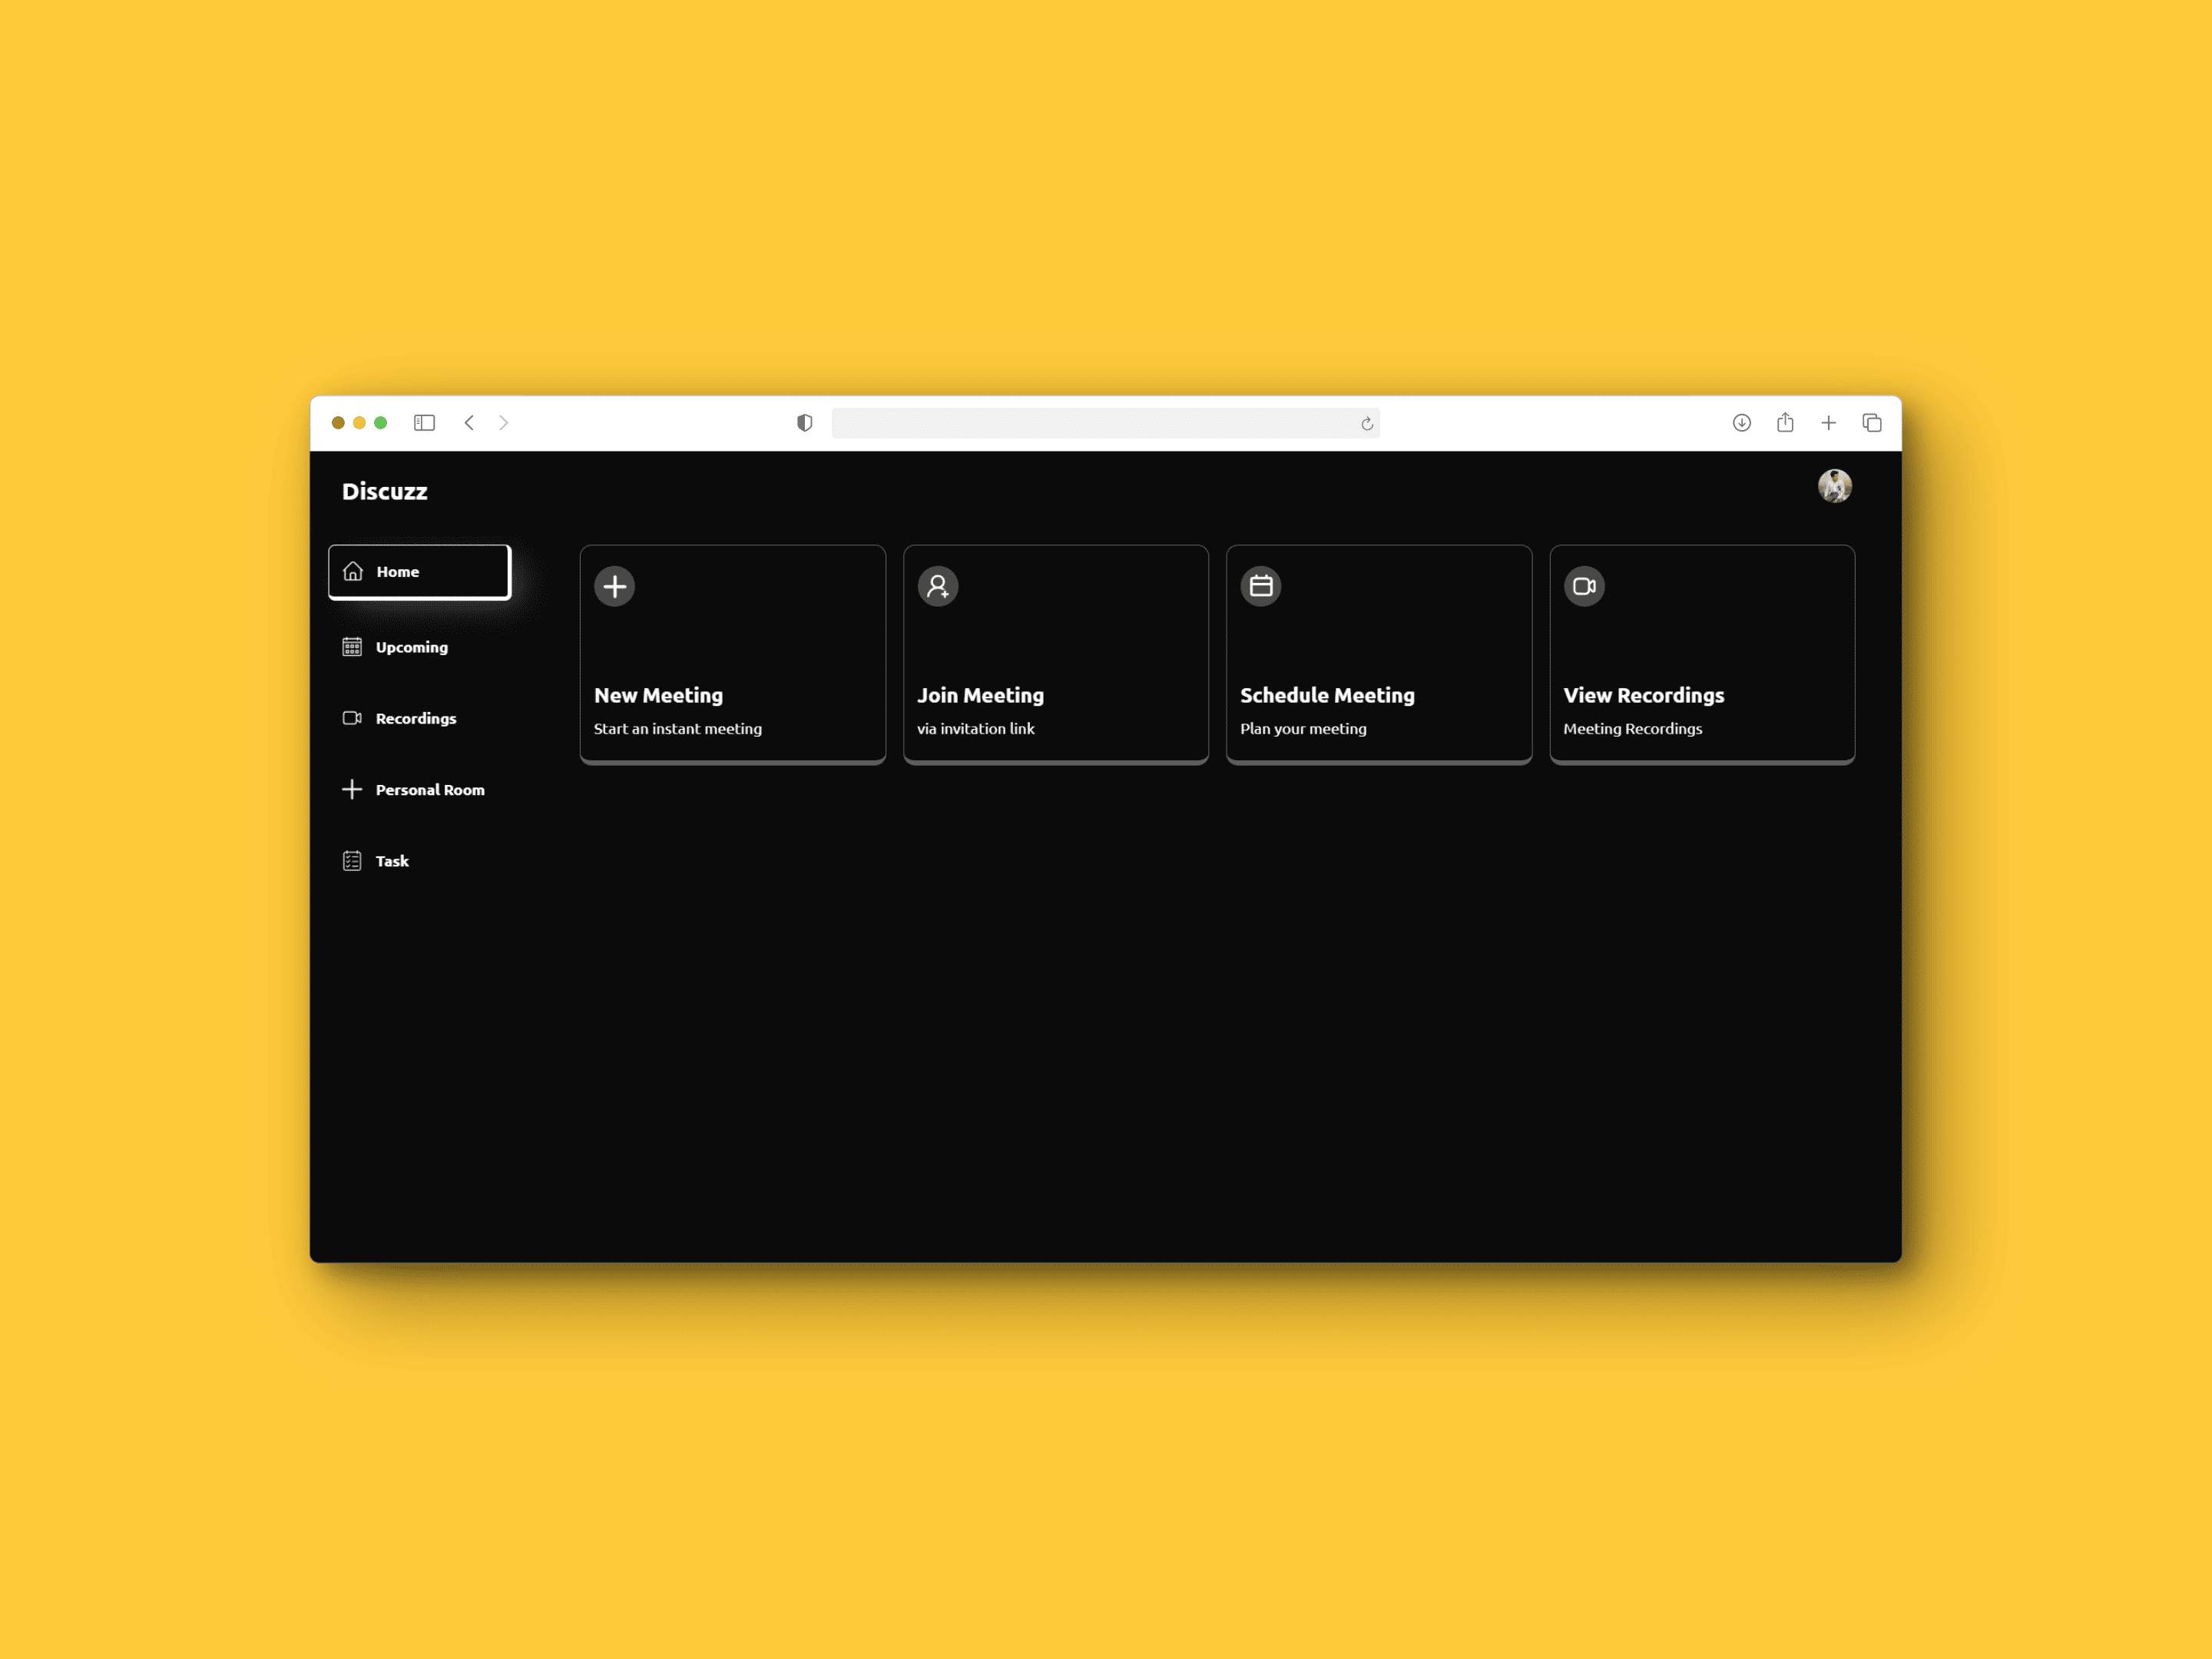 Discuzz
Home
Upcoming
Recordings
Personal Room
Task
New Meeting
Start an instant meeting
Join Meeting
via invitation link
Schedule Meeting
Plan your meeting
View Recordings
Meeting Recordings